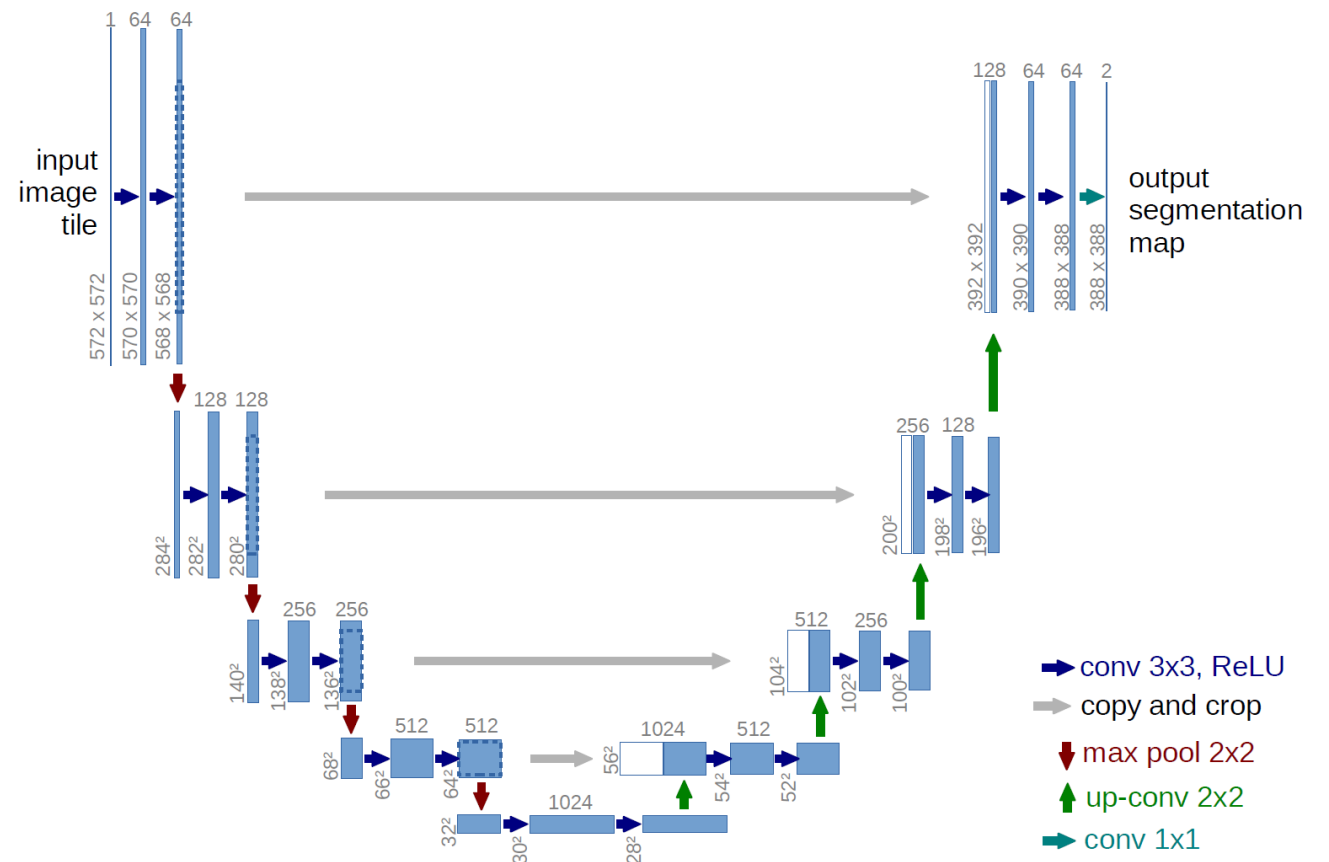 1 64 64
128 64 64 2
input
image
tile
output
segmentation
map
572 x 572
570 x 570
568 x 568
392 x 392
390 x 390
388 x 388
388 x 388
128 128
256 128
284²
282²
280²
200²
198²
196²
256 256
512 256
140²
138²
136²
104²
102²
100²
512 512
1024 512
68²
66²
64²
56²
54²
52²
1024
32²
30²
28²
conv 3x3, ReLU
copy and crop
max pool 2x2
up-conv 2x2
conv 1x1